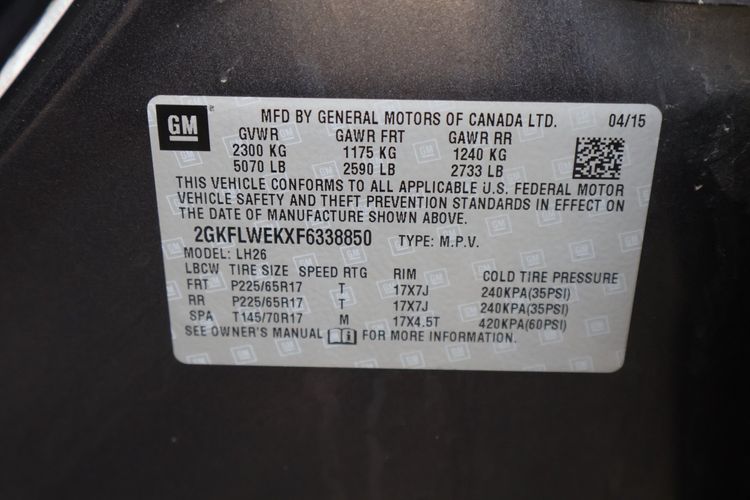 GM
MFD BY GENERAL MOTORS OF CANADA LTD. 04/15
GVWR GAWR FRT GAWR RR
2300 KG 1175 KG 1240 KG
5070 LB 2590 LB 2733 LB
THIS VEHICLE CONFORMS TO ALL APPLICABLE U.S. FEDERAL MOTOR
VEHICLE SAFETY AND THEFT PREVENTION STANDARDS IN EFFECT ON
THE DATE OF MANUFACTURE SHOWN ABOVE.
2GKFLWEKXF6338850 TYPE: M.P.V.
MODEL: LH26
LBCW TIRE SIZE SPEED RTG RIM COLD TIRE PRESSURE
FRT P225/65R17 T 17X7J 240KPA(35PSI)
RR P225/65R17 T 17X7J 240KPA(35PSI)
SPA T145/70R17 M 17X4.5T 420KPA(60PSI)
SEE OWNER'S MANUAL FOR MORE INFORMATION.